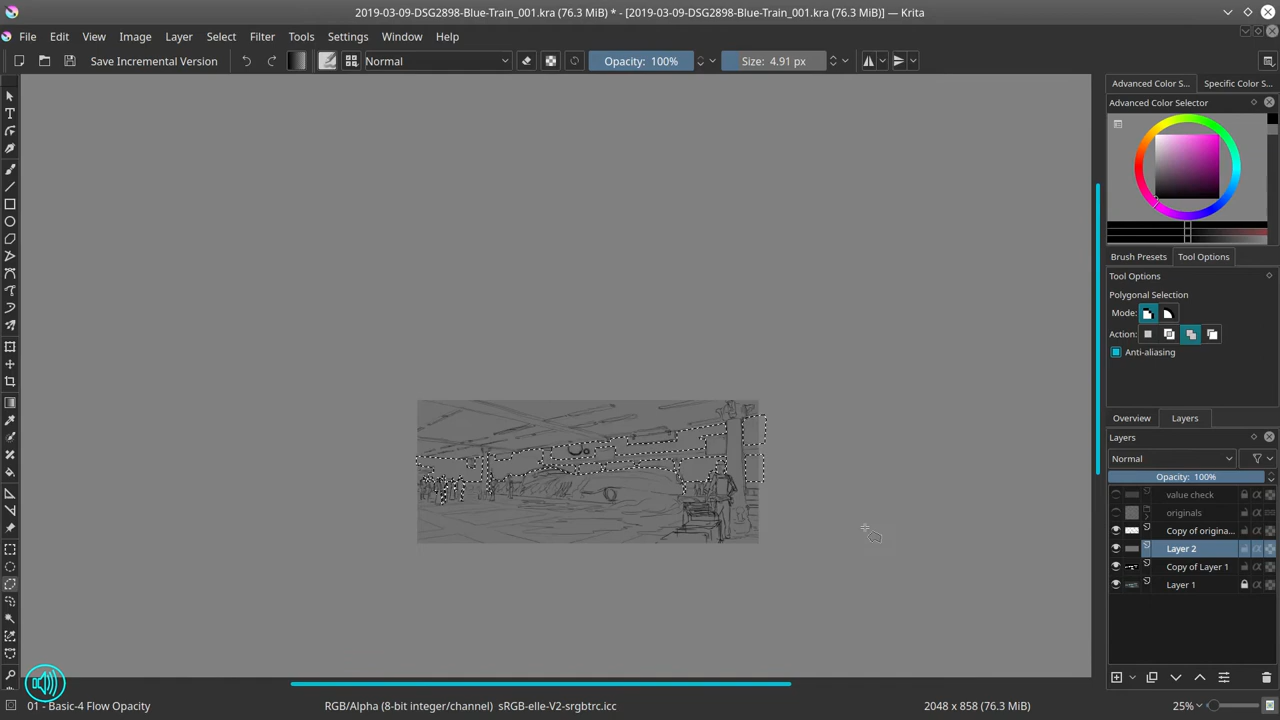 2019-03-09-DSG2898-Blue-Train_001.kra (76.3 MiB) * - [2019-03-09-DSG2898-Blue-Train_001.kra (76.3 MiB)] — Krita
File Edit View Image Layer Select Filter Tools Settings Window Help
Save Incremental Version Normal Opacity: 100% Size: 4.91 px
Advanced Color S... Specific Color S...
Advanced Color Selector
Brush Presets Tool Options
Tool Options
Polygonal Selection
Mode:
Action:
Anti-aliasing
Overview Layers
Layers
Normal
Opacity: 100%
value check
originals
Copy of origina...
Layer 2
Copy of Layer 1
Layer 1
01 - Basic-4 Flow Opacity RGB/Alpha (8-bit integer/channel) sRGB-elle-V2-srgbtrc.icc 2048 x 858 (76.3 MiB) 25%